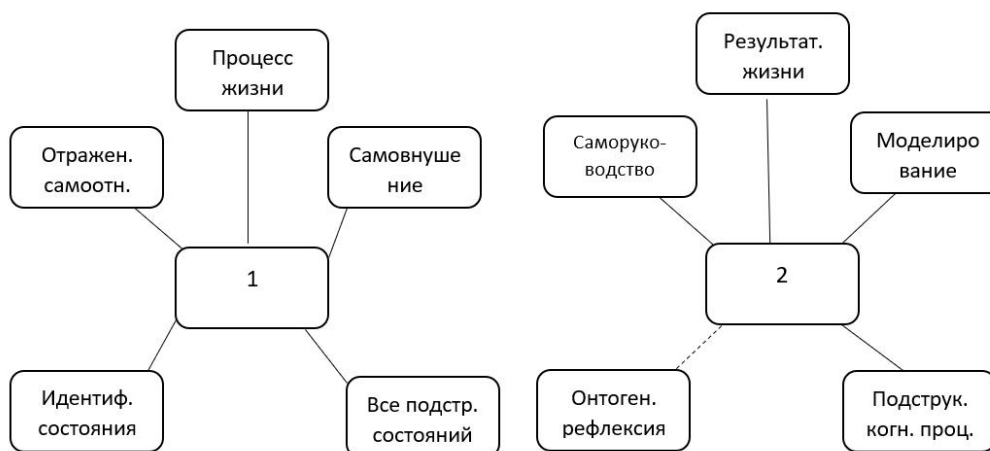 Процесс
жизни
Отражен.
самоотн.
Самовнуше
ние
1
Идентиф.
состояния
Все подстр.
состояний
Результат.
жизни
Саморуко-
водство
Моделиро
вание
2
Онтоген.
рефлексия
Подструк.
когн. проц.